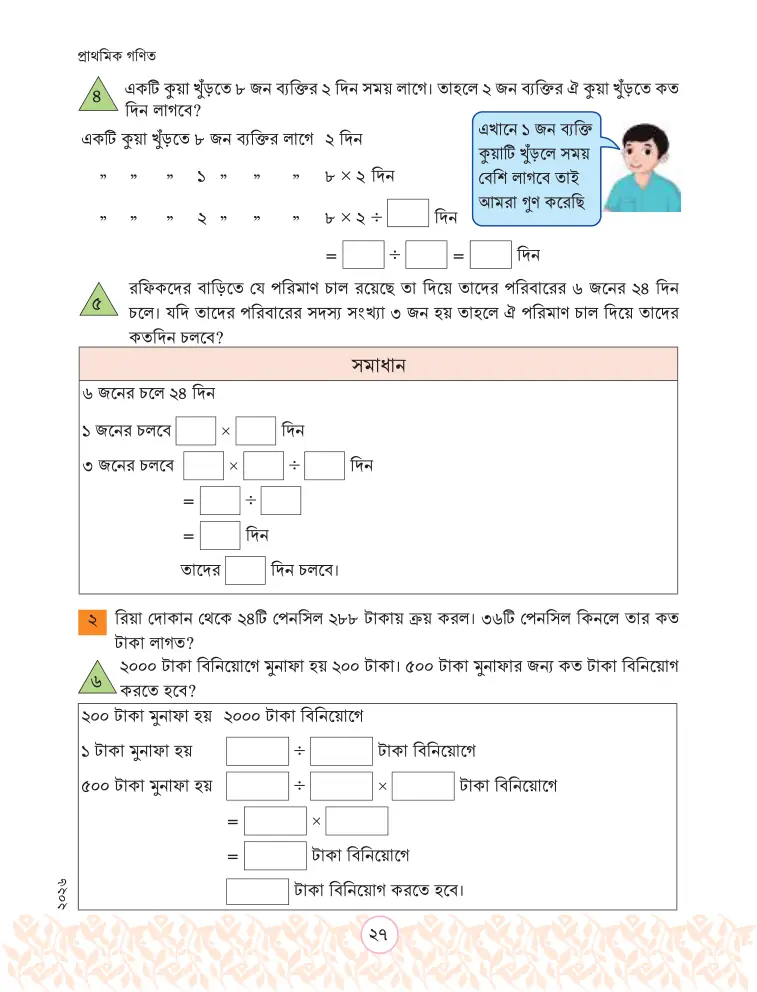 প্রাথমিক গণিত
৪ একটি কুয়া খুঁড়তে ৮ জন ব্যক্তির ২ দিন সময় লাগে। তাহলে ২ জন ব্যক্তির ঐ কুয়া খুঁড়তে কত
দিন লাগবে?
একটি কুয়া খুঁড়তে ৮ জন ব্যক্তির লাগে ২ দিন
” ” ” ১ ” ” ” ৮ × ২ দিন
” ” ” ২ ” ” ” ৮ × ২ ÷ দিন
= ÷ = দিন
এখানে ১ জন ব্যক্তি
কুয়াটি খুঁড়লে সময়
বেশি লাগবে তাই
আমরা গুণ করেছি
৫ রফিকদের বাড়িতে যে পরিমাণ চাল রয়েছে তা দিয়ে তাদের পরিবারের ৬ জনের ২৪ দিন
চলে। যদি তাদের পরিবারের সদস্য সংখ্যা ৩ জন হয় তাহলে ঐ পরিমাণ চাল দিয়ে তাদের
কতদিন চলবে?
সমাধান
৬ জনের চলে ২৪ দিন
১ জনের চলবে × দিন
৩ জনের চলবে × ÷ দিন
= ÷
= দিন
তাদের দিন চলবে।
২ রিয়া দোকান থেকে ২৪টি পেনসিল ২৮৮ টাকায় ক্রয় করল। ৩৬টি পেনসিল কিনলে তার কত
টাকা লাগত?
৬ ২০০০ টাকা বিনিয়োগে মুনাফা হয় ২০০ টাকা। ৫০০ টাকা মুনাফার জন্য কত টাকা বিনিয়োগ
করতে হবে?
২০০ টাকা মুনাফা হয় ২০০০ টাকা বিনিয়োগে
১ টাকা মুনাফা হয় ÷ টাকা বিনিয়োগে
৫০০ টাকা মুনাফা হয় ÷ × টাকা বিনিয়োগে
= ×
= টাকা বিনিয়োগে
টাকা বিনিয়োগ করতে হবে।
২০২৬
২৭